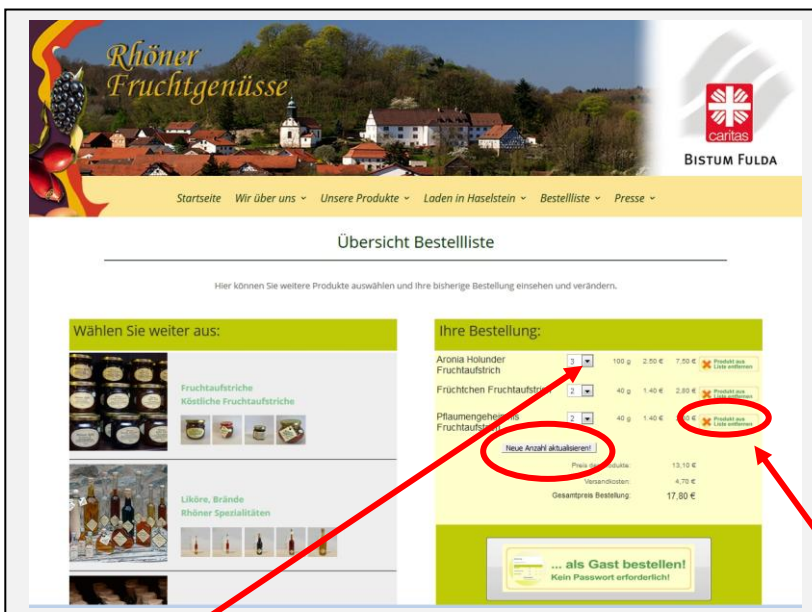 Rhöner
Fruchtgenüsse
caritas
BISTUM FULDA
Startseite Wir über uns Unsere Produkte Laden in Haselstein Bestellliste Presse
Übersicht Bestellliste
Hier können Sie weitere Produkte auswählen und Ihre bisherige Bestellung einsehen und verändern.
Wählen Sie weiter aus:
Fruchtaufstriche
Köstliche Fruchtaufstriche
Liköre, Brände
Rhöner Spezialitäten
Ihre Bestellung:
Aronia Holunder
Fruchtaufstrich
3 100 g 2,50 € 7,50 € Produkt aus
Liste entfernen
Früchtchen Fruchtaufstrich 2 40 g 1,40 € 2,80 € Produkt aus
Liste entfernen
Fruchtaufstrich
2 40 g 1,40 € Produkt aus
Liste entfernen
Neue Anzahl aktualisieren!
Preis 13,10 €
Versandkosten: 4,70 €
Gesamtpreis Bestellung: 17,80 €
... als Gast bestellen!
Kein Passwort erforderlich!